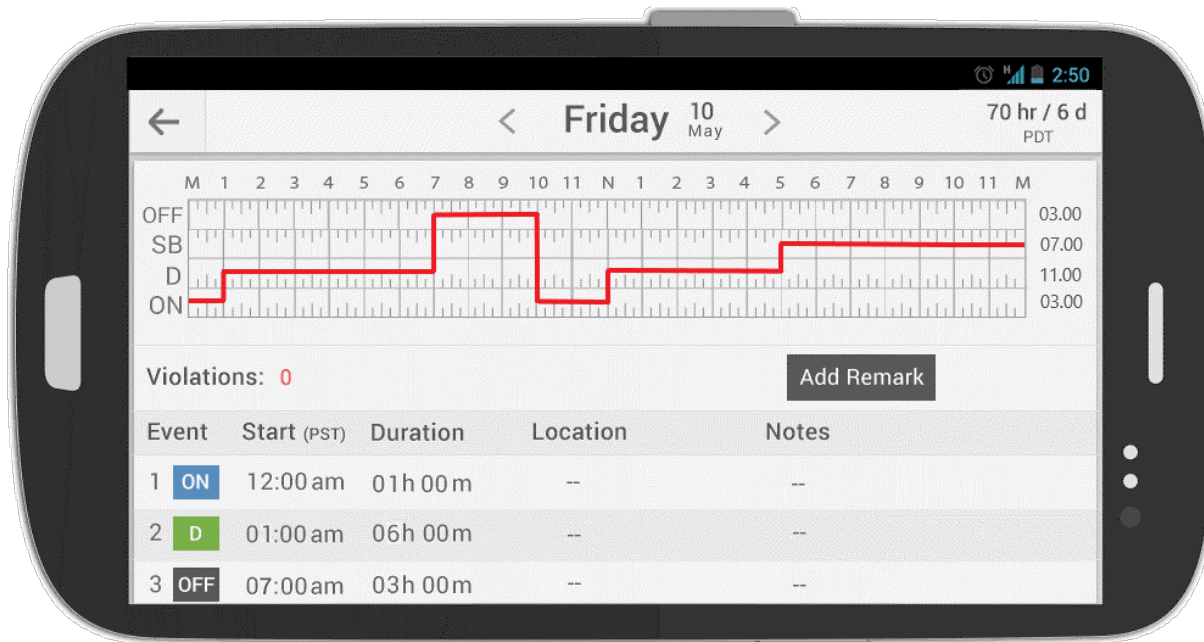 H 2:50
Friday 10 May 70 hr / 6 d PDT
M 1 2 3 4 5 6 7 8 9 10 11 N 1 2 3 4 5 6 7 8 9 10 11 M
OFF 03.00
SB 07.00
D 11.00
ON 03.00
Violations: 0 Add Remark
Event Start (PST) Duration Location Notes
1 ON 12:00 am 01h 00 m -- --
2 D 01:00 am 06h 00m -- --
3 OFF 07:00 am 03h 00m -- --